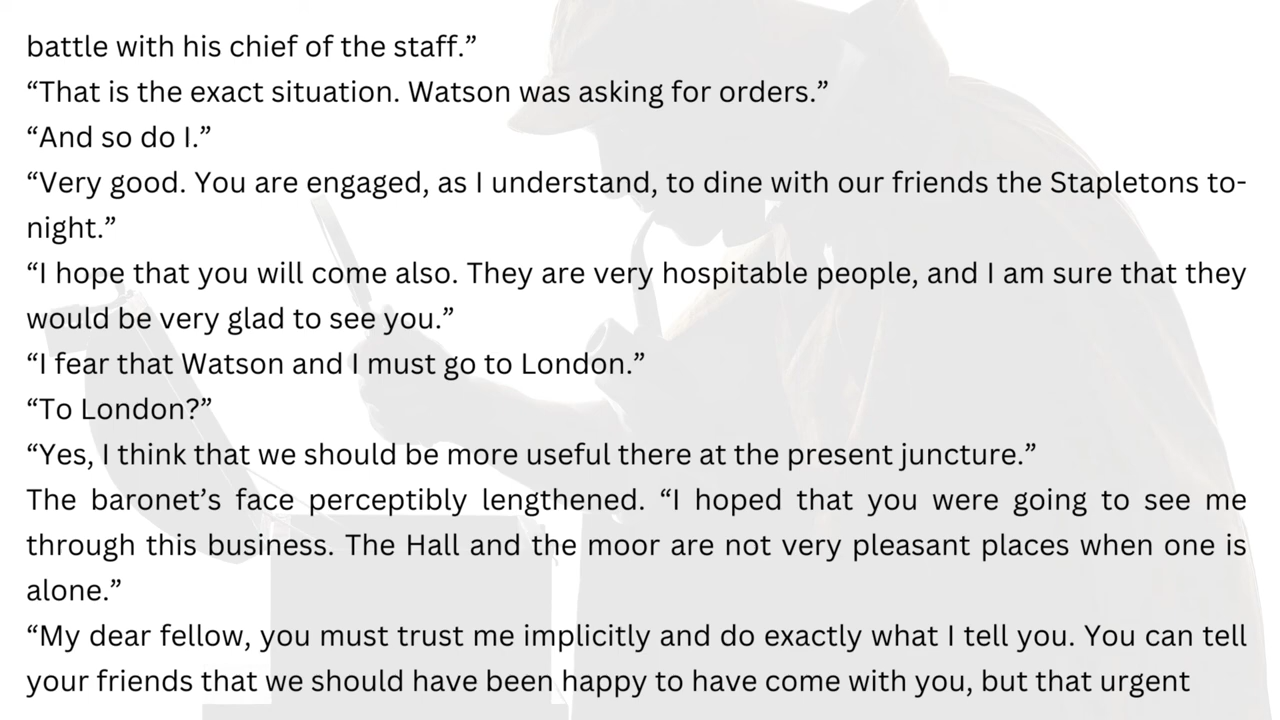 battle with his chief of the staff.”
“That is the exact situation. Watson was asking for orders.”
“And so do I.”
“Very good. You are engaged, as I understand, to dine with our friends the Stapletons to-
night.”
“I hope that you will come also. They are very hospitable people, and I am sure that they
would be very glad to see you.”
“I fear that Watson and I must go to London.”
“To London?”
“Yes, I think that we should be more useful there at the present juncture.”
The baronet’s face perceptibly lengthened. “I hoped that you were going to see me
through this business. The Hall and the moor are not very pleasant places when one is
alone.”
“My dear fellow, you must trust me implicitly and do exactly what I tell you. You can tell
your friends that we should have been happy to have come with you, but that urgent